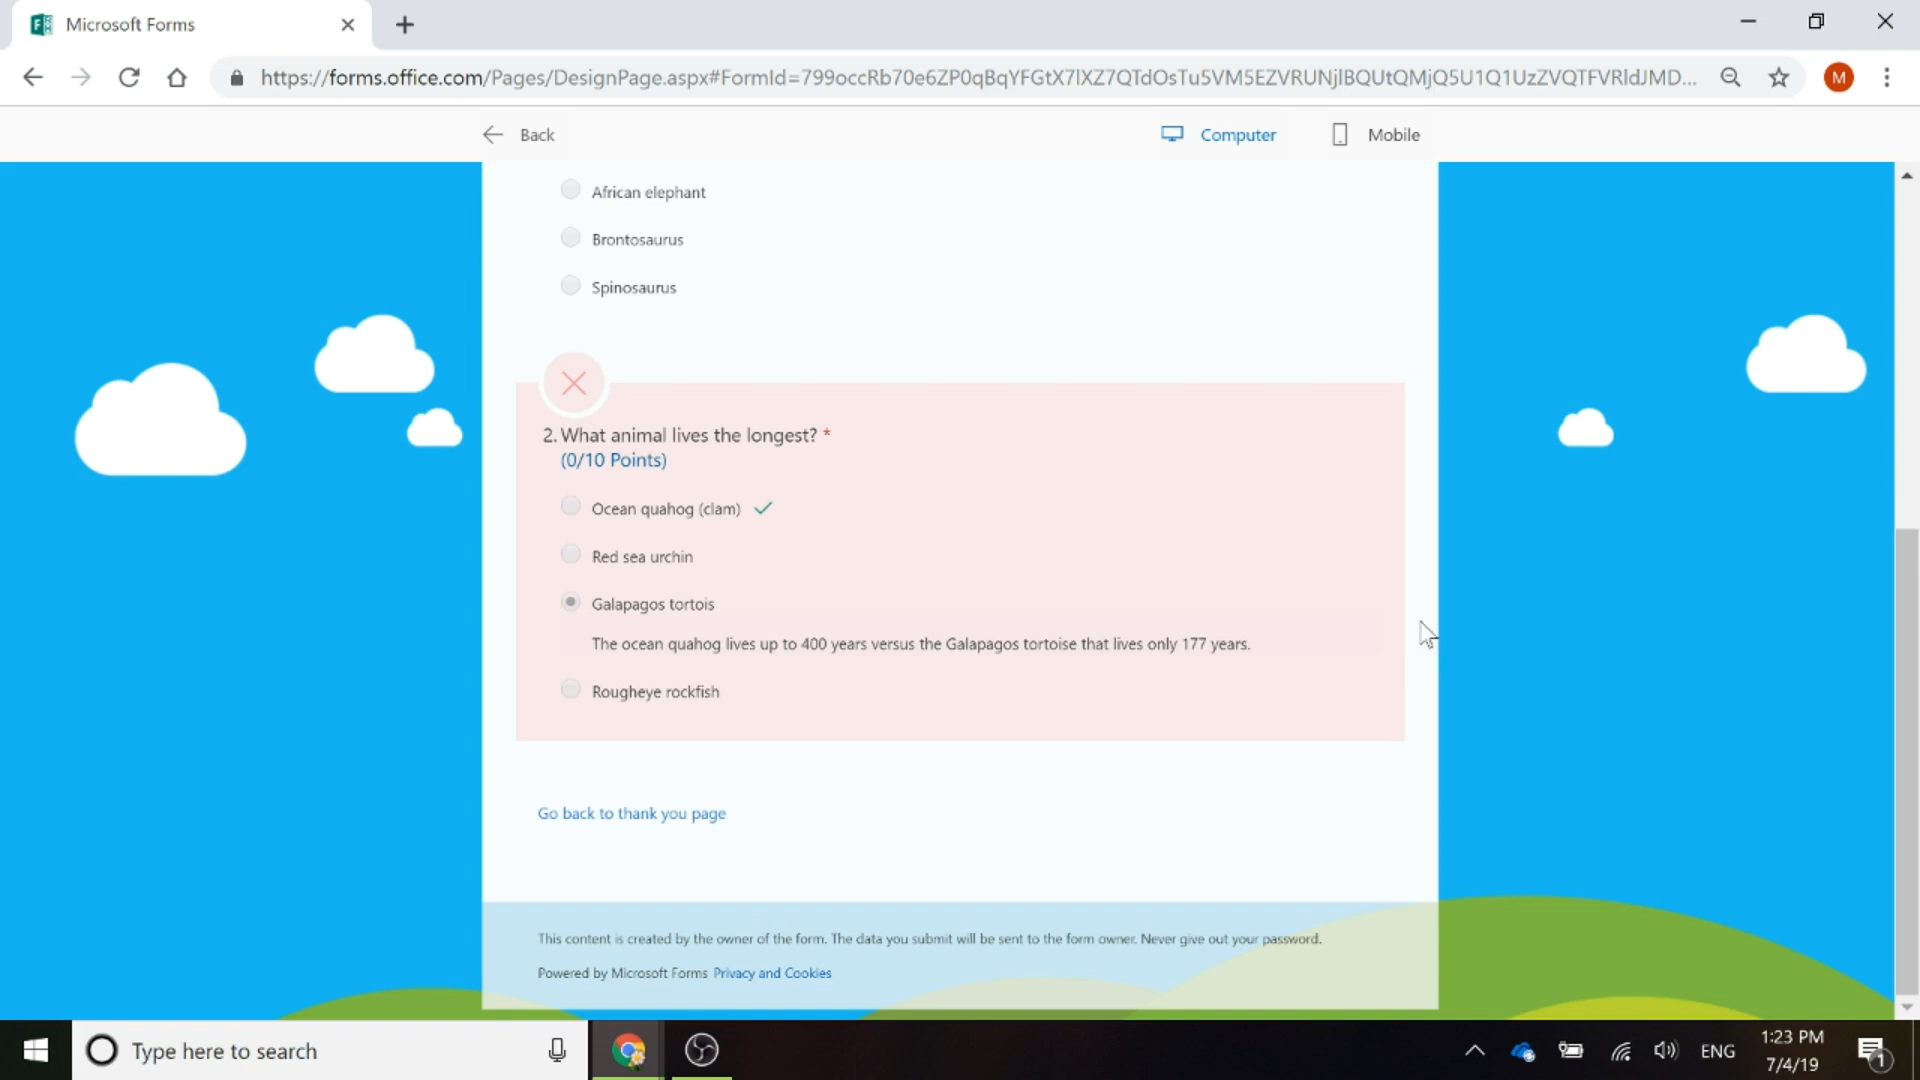 Microsoft Forms
https://forms.office.com/Pages/DesignPage.aspx#FormId=799occRb70e6ZP0qBqYFGtX7lXZ7QTdOsTu5VM5EZVRUNjlBQUtQMjQ5U1Q1UzZVQTFVRldJMD...
M
Back
Computer
Mobile
African elephant
Brontosaurus
Spinosaurus
2. What animal lives the longest? *
(0/10 Points)
Ocean quahog (clam)
Red sea urchin
Galapagos tortois
The ocean quahog lives up to 400 years versus the Galapagos tortoise that lives only 177 years.
Rougheye rockfish
Go back to thank you page
This content is created by the owner of the form. The data you submit will be sent to the form owner. Never give out your password.
Powered by Microsoft Forms Privacy and Cookies
Type here to search
ENG
1:23 PM
7/4/19
1